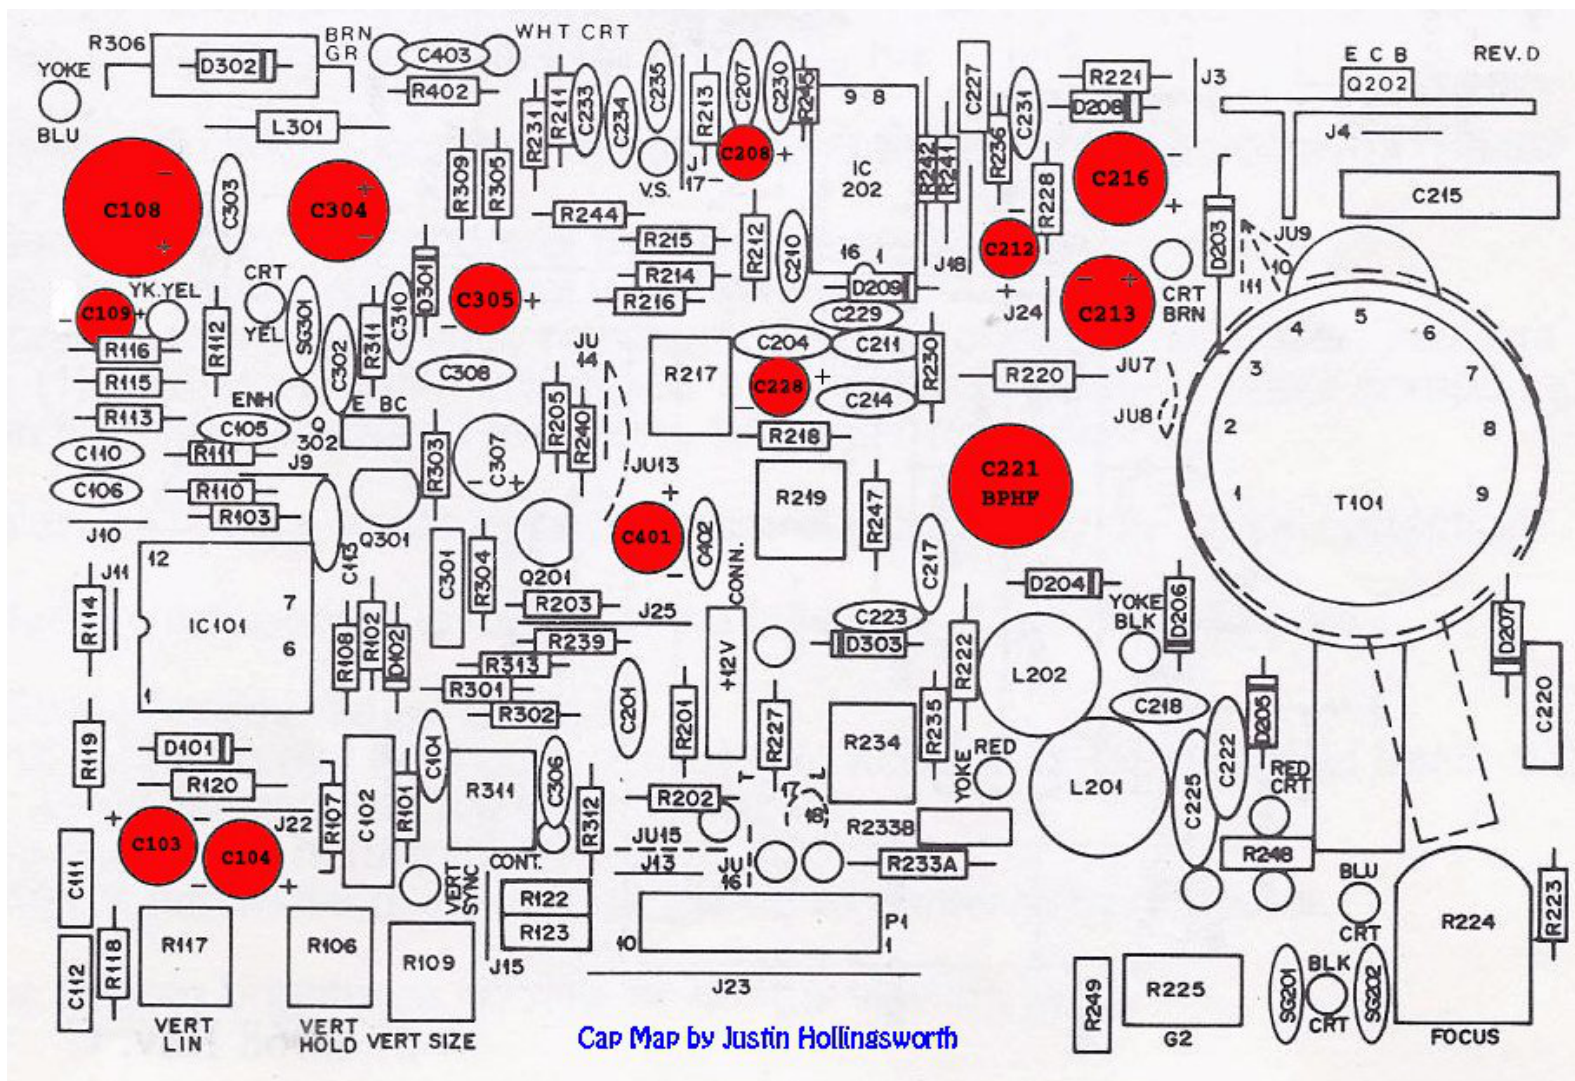 R306
D302
BRN
GR
C403
WHT CRT
R402
YOKE
BLU
L301
C108
C303
C304
R309
R305
R231
R211
C233
C234
C235
V.S.
R213
J
17
C207
C230
R245
C208
9 8
IC
202
16 1
R242
R241
C227
R236
C231
R221
D208
J3
E C B
Q202
REV.D
J4
C215
C216
R228
C212
J18
J24
C213
CRT
BRN
D203
JU9
10
11
R244
R215
R214
R216
R212
C210
D209
C229
C204
C211
R230
C228
C214
R217
R218
R220
JU7
JU8
C109
YK.YEL
CRT
YEL
SG301
R112
R116
R115
R113
C302
R311
C310
D301
C305
C308
ENH
C105
Q
302
E BC
C110
R111
J9
C106
R110
R103
J10
Q301
C113
R303
C307
R205
R240
JU
14
JU13
C401
C402
R219
R247
C221
BPHF
C217
1
2
3
4
5
6
7
8
9
T101
J11
R114
12
7
IC101
6
1
R108
R102
D102
C301
R304
Q201
R203
J25
R239
R313
R301
R302
CONN.
+12V
C223
D303
R222
D204
YOKE
BLK
D206
D207
C220
L202
C218
R119
D101
R120
C101
C201
R201
R227
R234
R235
YOKE
RED
L201
C225
C222
D205
RED
CRT
C103
C104
J22
R107
C102
R101
R311
C306
R312
CONT.
R202
T
17
L
18
JU15
J13
JU
16
R233B
R233A
R248
C111
C112
R118
R117
R106
R109
VERT
SYNC
R122
R123
J15
10
P1
1
J23
BLU
CRT
R224
R223
VERT
LIN
VERT
HOLD
VERT SIZE
Cap Map by Justin Hollingsworth
R249
R225
G2
SG201
BLK
CRT
SG202
FOCUS